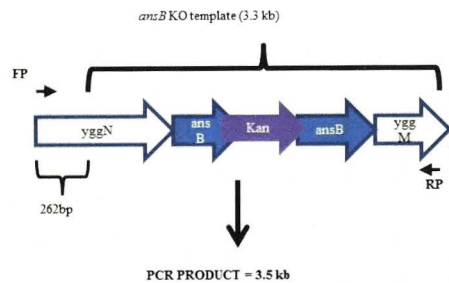 ansB KO template (3.3 kb)
FP
yggN
ans
B
Kan
ansB
ygg
M
RP
262bp
PCR PRODUCT = 3.5 kb